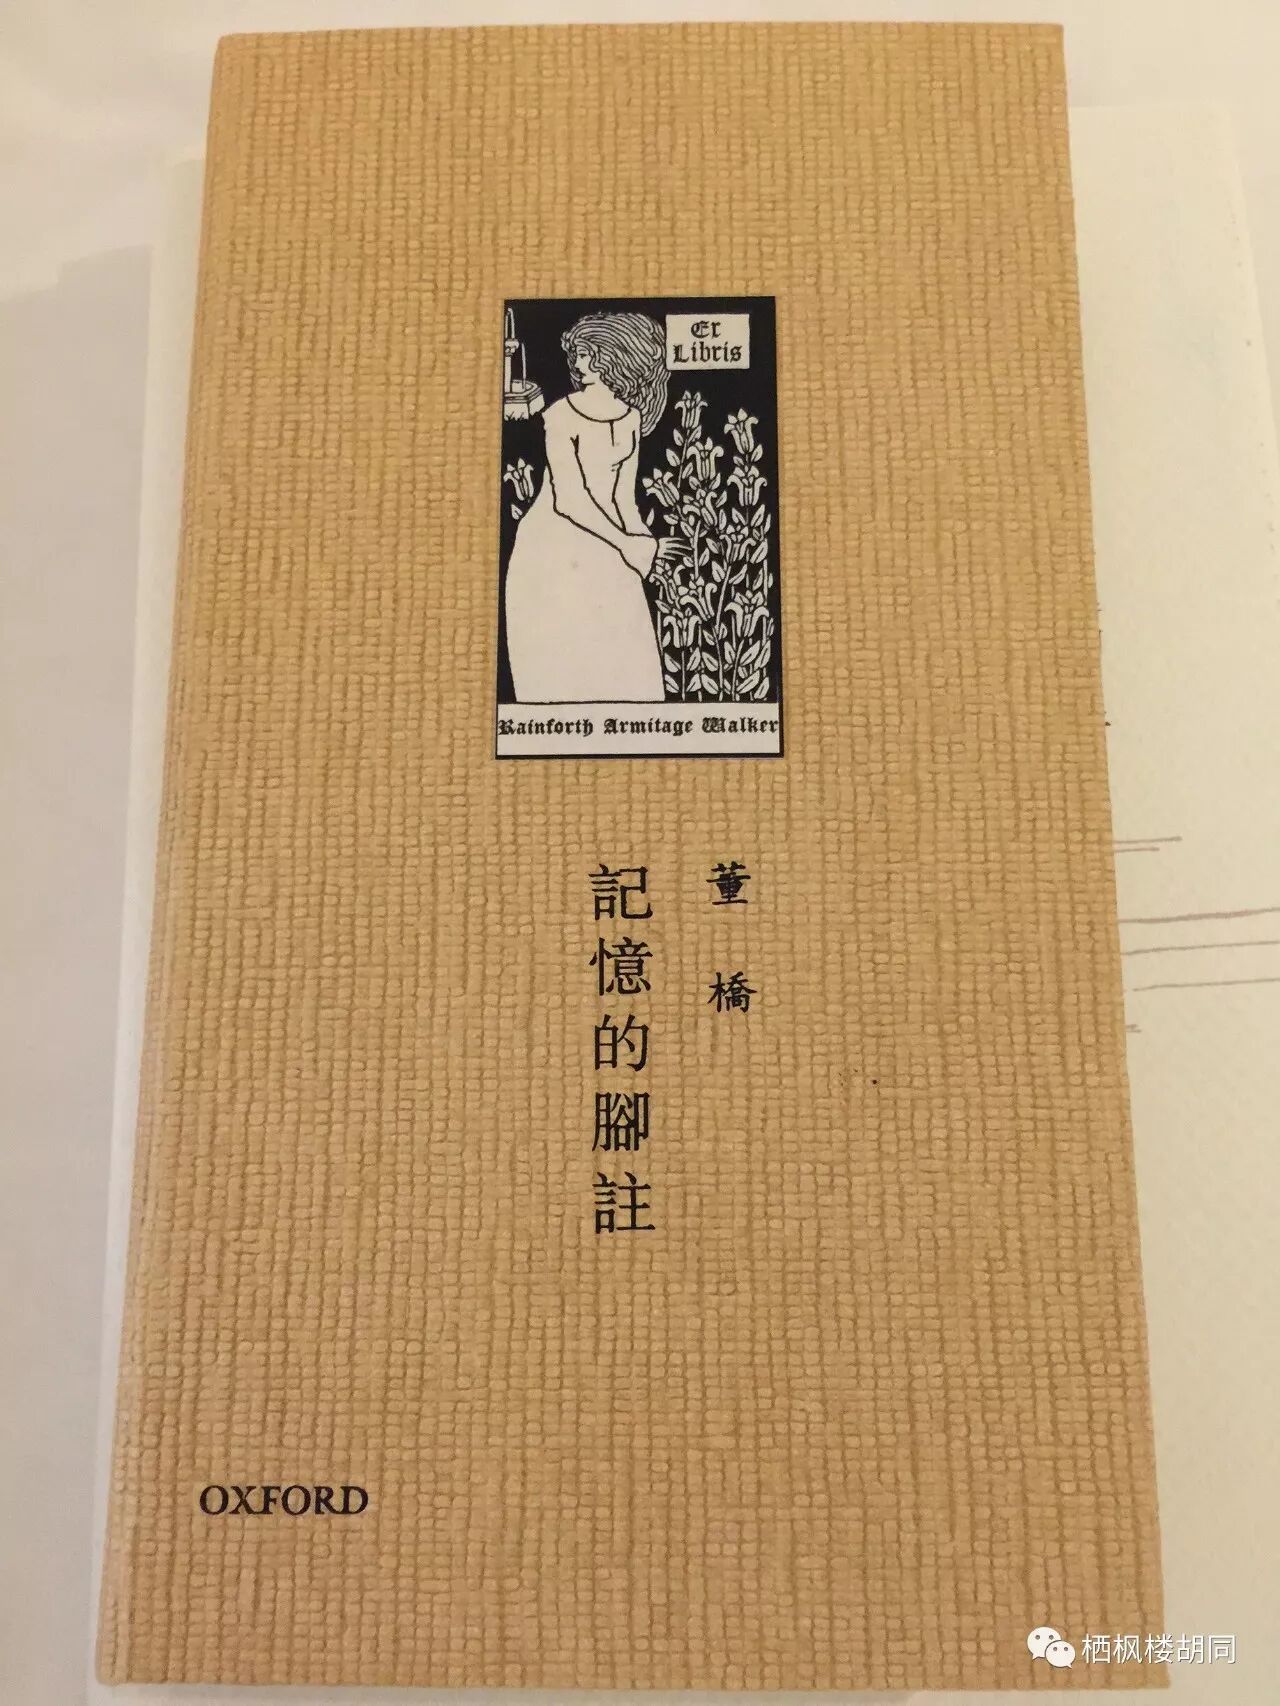 Ex
Libris
Rainforth Armitage Walker
董橋
記憶的腳註
OXFORD
栖枫楼胡同